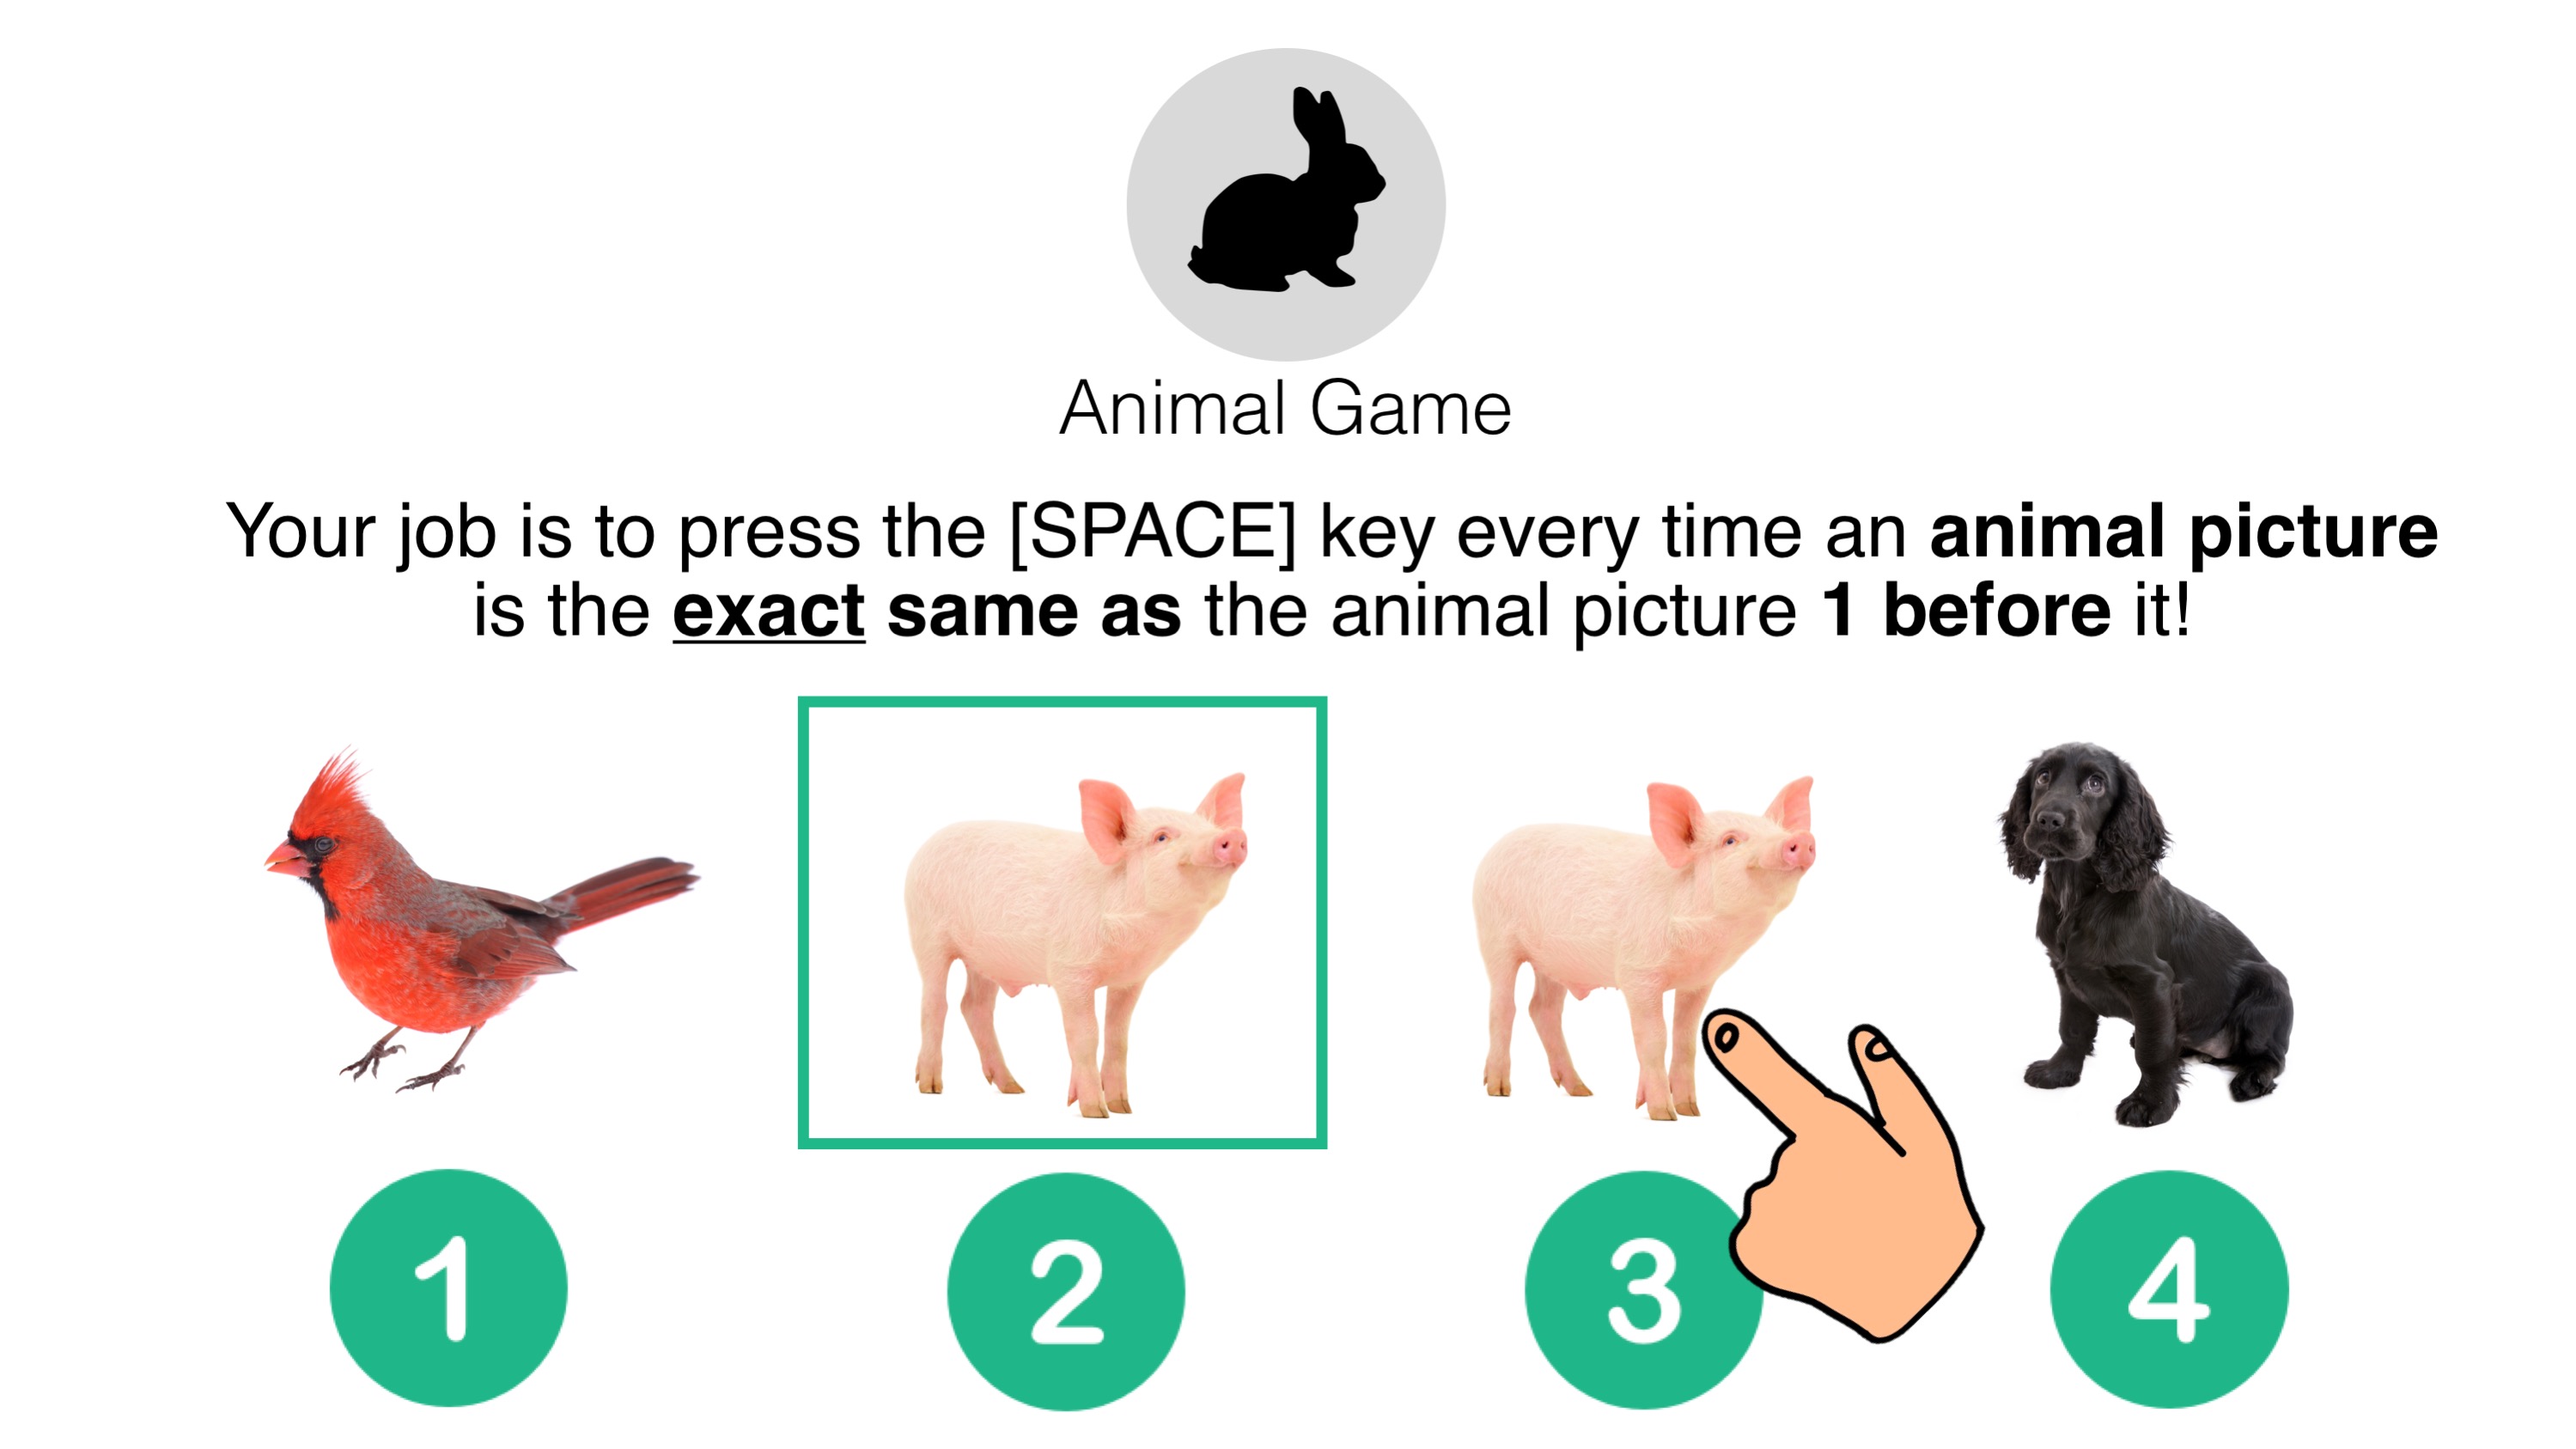 Animal Game
Your job is to press the [SPACE] key every time an animal picture
is the exact same as the animal picture 1 before it!
1 2 3 4